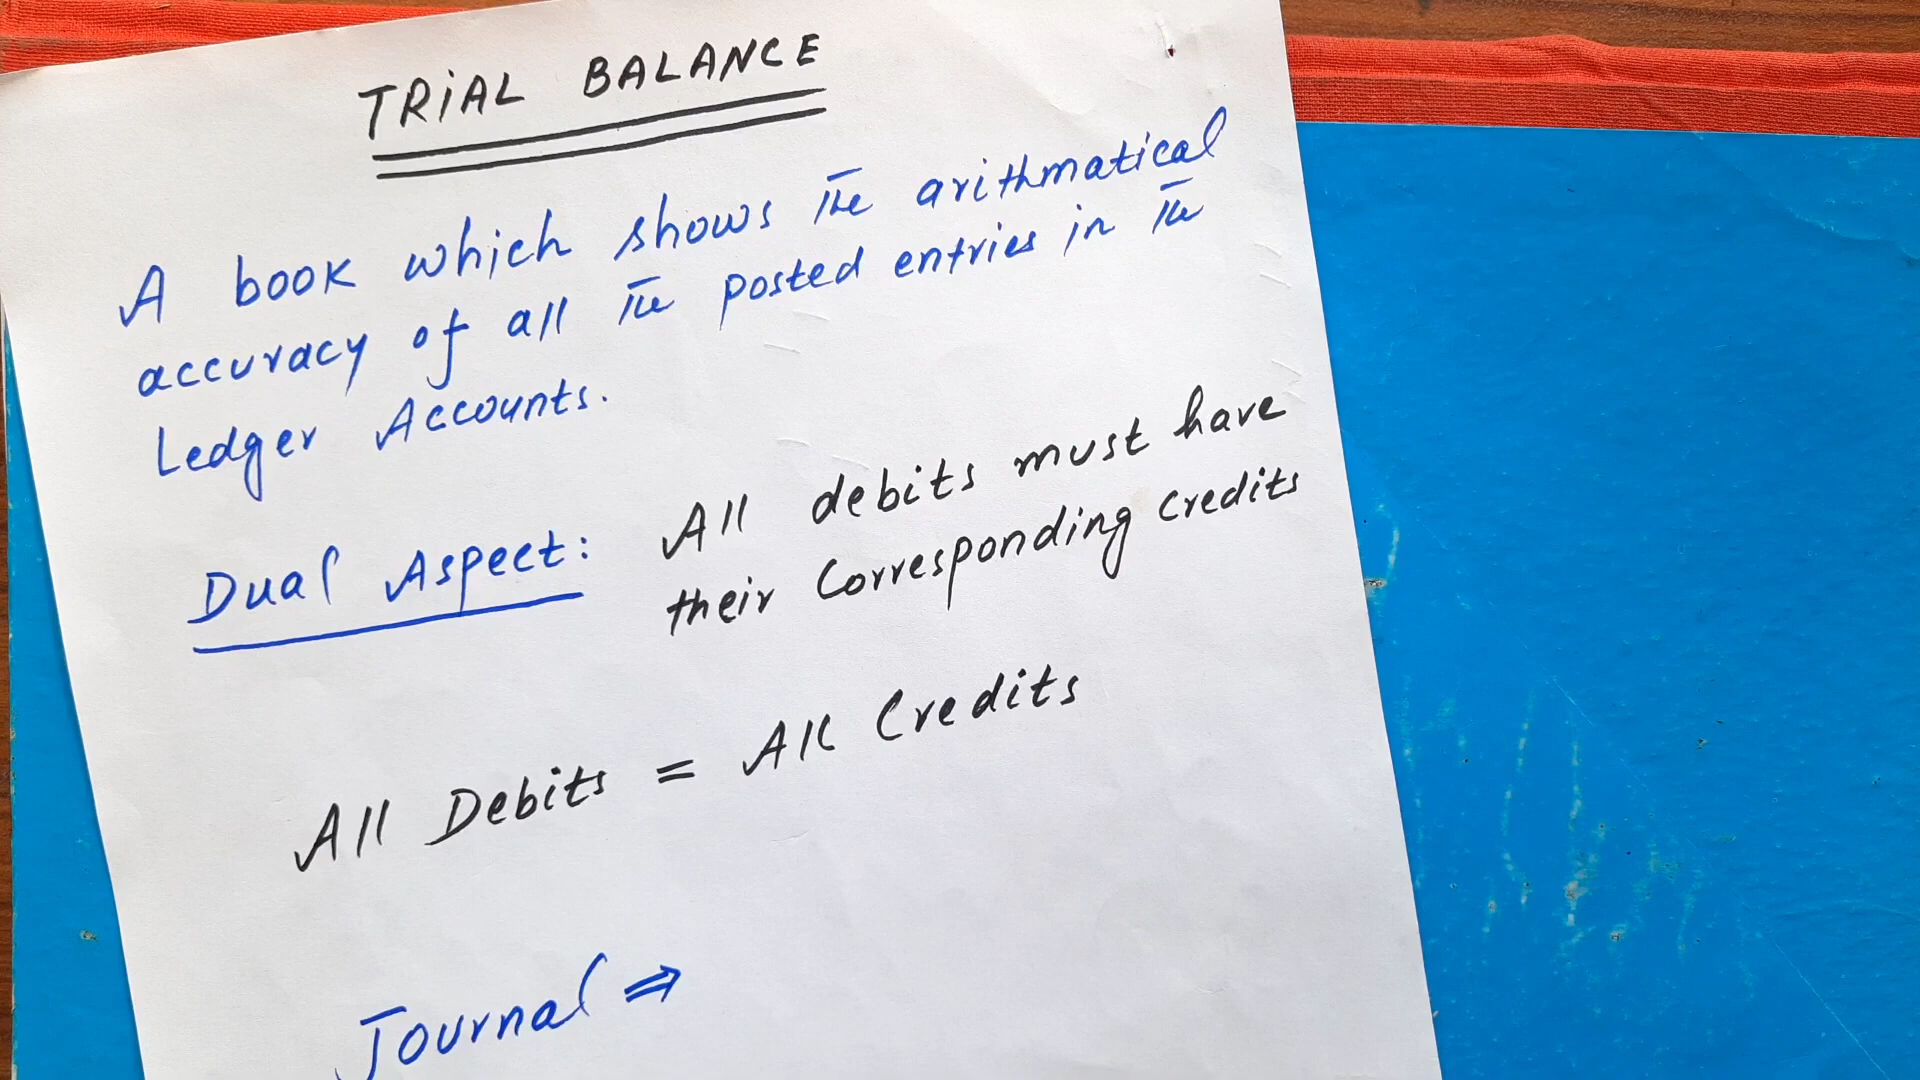 TRiAL BALANCE
A book which shows the arithmatical
accuracy of all the posted entries in the
Ledger Accounts.
Dual Aspect: All debits must have
their Corresponding Credits
All Debits = All Credits
Journal ⇒